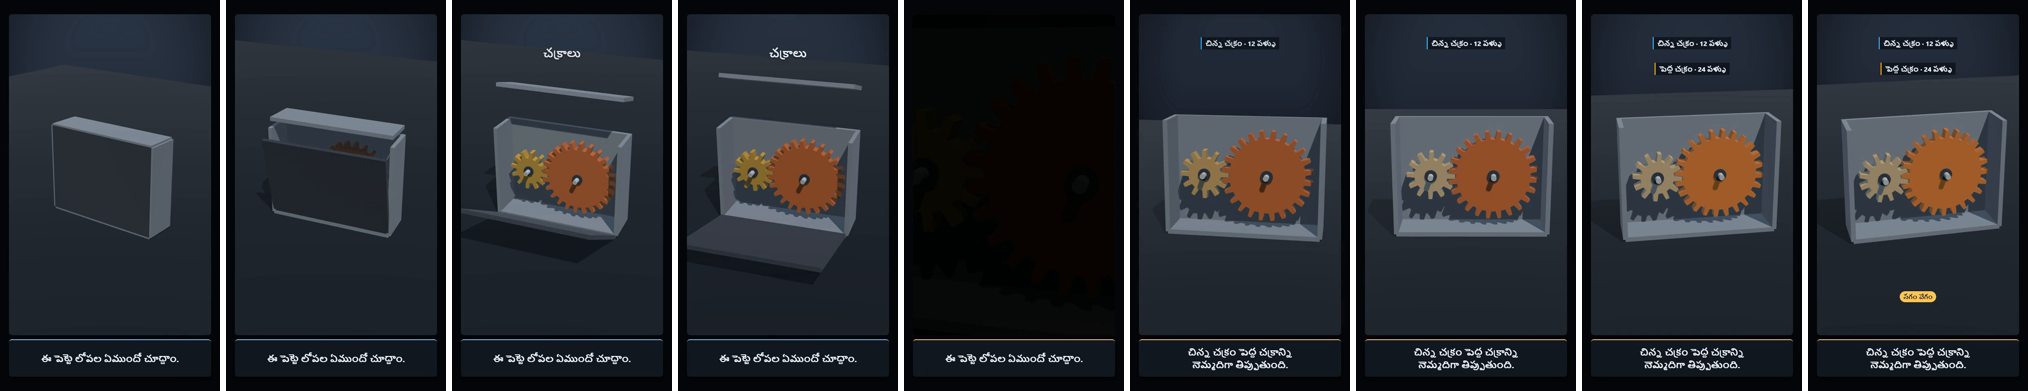 ఈ పెట్టె లోపల ఏముందో చూద్దాం.
ఈ పెట్టె లోపల ఏముందో చూద్దాం.
చక్రాలు
ఈ పెట్టె లోపల ఏముందో చూద్దాం.
చక్రాలు
ఈ పెట్టె లోపల ఏముందో చూద్దాం.
ఈ పెట్టె లోపల ఏముందో చూద్దాం.
చిన్న చక్రం - 12 పళ్ళు
చిన్న చక్రం పెద్ద చక్రాన్ని
నెమ్మదిగా తిప్పుతుంది.
చిన్న చక్రం - 12 పళ్ళు
చిన్న చక్రం పెద్ద చక్రాన్ని
నెమ్మదిగా తిప్పుతుంది.
చిన్న చక్రం - 12 పళ్ళు
పెద్ద చక్రం - 24 పళ్ళు
చిన్న చక్రం పెద్ద చక్రాన్ని
నెమ్మదిగా తిప్పుతుంది.
చిన్న చక్రం - 12 పళ్ళు
పెద్ద చక్రం - 24 పళ్ళు
సగం వేగం
చిన్న చక్రం పెద్ద చక్రాన్ని
నెమ్మదిగా తిప్పుతుంది.